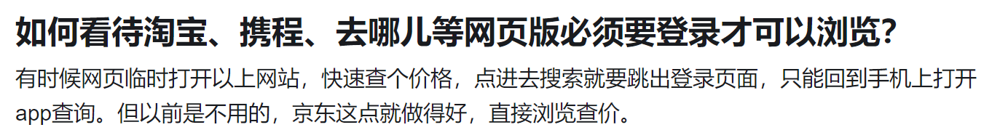 如何看待淘宝、携程、去哪儿等网页版必须要登录才可以浏览？
有时候网页临时打开以上网站，快速查个价格，点进去搜索就要跳出登录页面，只能回到手机上打开
app查询。但以前是不用的，京东这点就做得好，直接浏览查价。